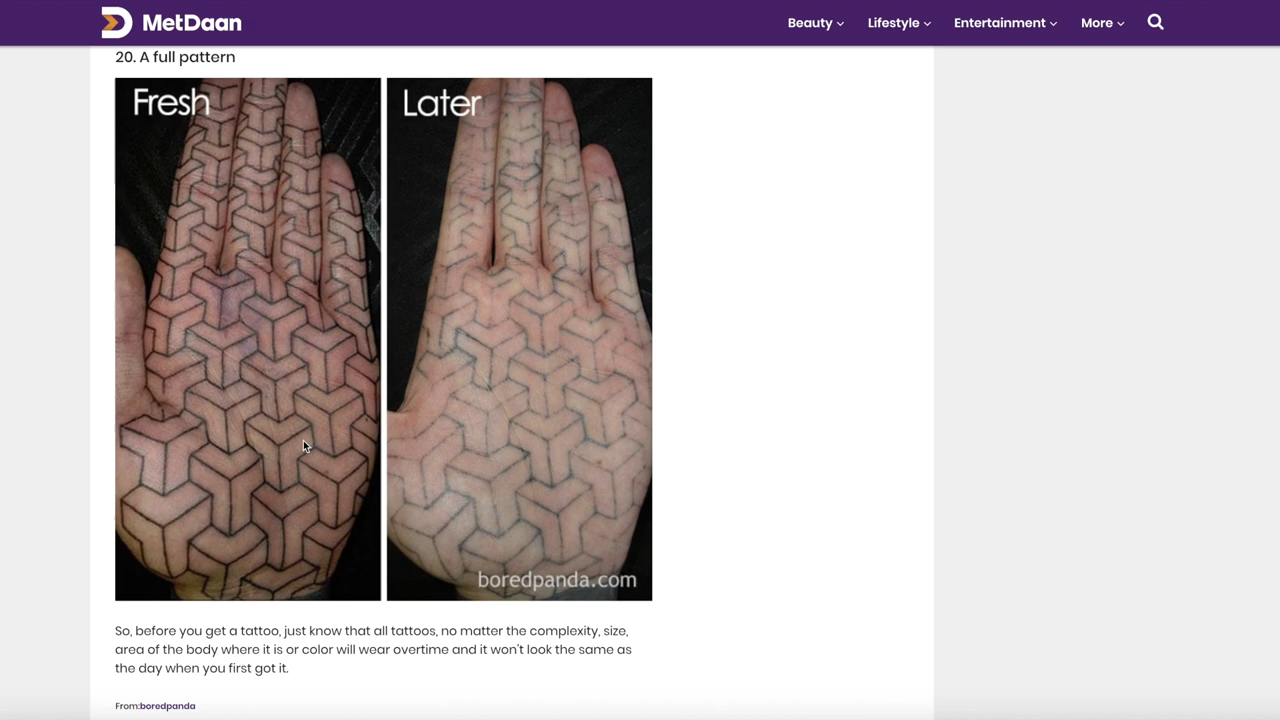 MetDaan
Beauty
Lifestyle
Entertainment
More
20. A full pattern
Fresh
Later
boredpanda.com
So, before you get a tattoo, just know that all tattoos, no matter the complexity, size,
area of the body where it is or color will wear overtime and it won't look the same as
the day when you first got it.
From:boredpanda